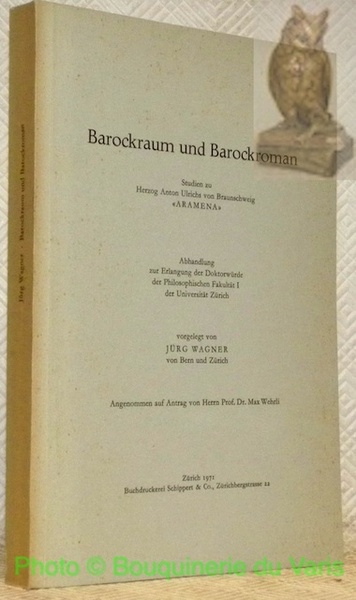 Barockraum und Barockroman
Studien zu
Herzog Anton Ulrichs von Braunschweig
«ARAMENA»
Abhandlung
zur Erlangung der Doktorwürde
der Philosophischen Fakultät I
der Universität Zürich
vorgelegt von
JÜRG WAGNER
von Bern und Zürich
Angenommen auf Antrag von Herrn Prof. Dr. Max Wehrli
Zürich 1971
Buchdruckerei Schippert & Co., Zürichbergstrasse 22
Jürg Wagner Barockraum und Barockroman
Photo © Bouquinerie du Varis